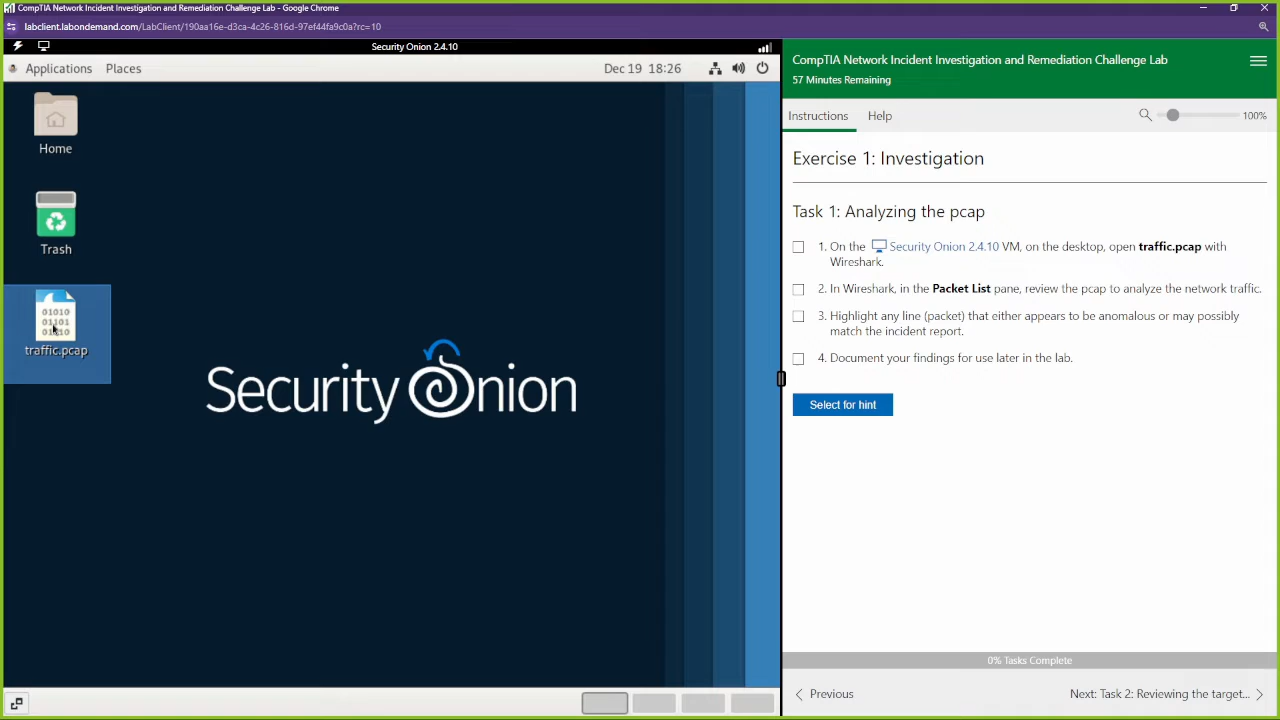 CompTIA Network Incident Investigation and Remediation Challenge Lab - Google Chrome
labclient.labondemand.com/LabClient/190aa16e-d3ca-4c26-816d-97ef44fa9c0a?rc=10
Security Onion 2.4.10
Applications Places Dec 19 18:26
Home
Trash
01010
01101
01110
traffic.pcap
Security Onion
CompTIA Network Incident Investigation and Remediation Challenge Lab
57 Minutes Remaining
Instructions Help 100%
Exercise 1: Investigation
Task 1: Analyzing the pcap
1. On the Security Onion 2.4.10 VM, on the desktop, open traffic.pcap with
Wireshark.
2. In Wireshark, in the Packet List pane, review the pcap to analyze the network traffic.
3. Highlight any line (packet) that either appears to be anomalous or may possibly
match the incident report.
4. Document your findings for use later in the lab.
Select for hint
0% Tasks Complete
Previous Next: Task 2: Reviewing the target...